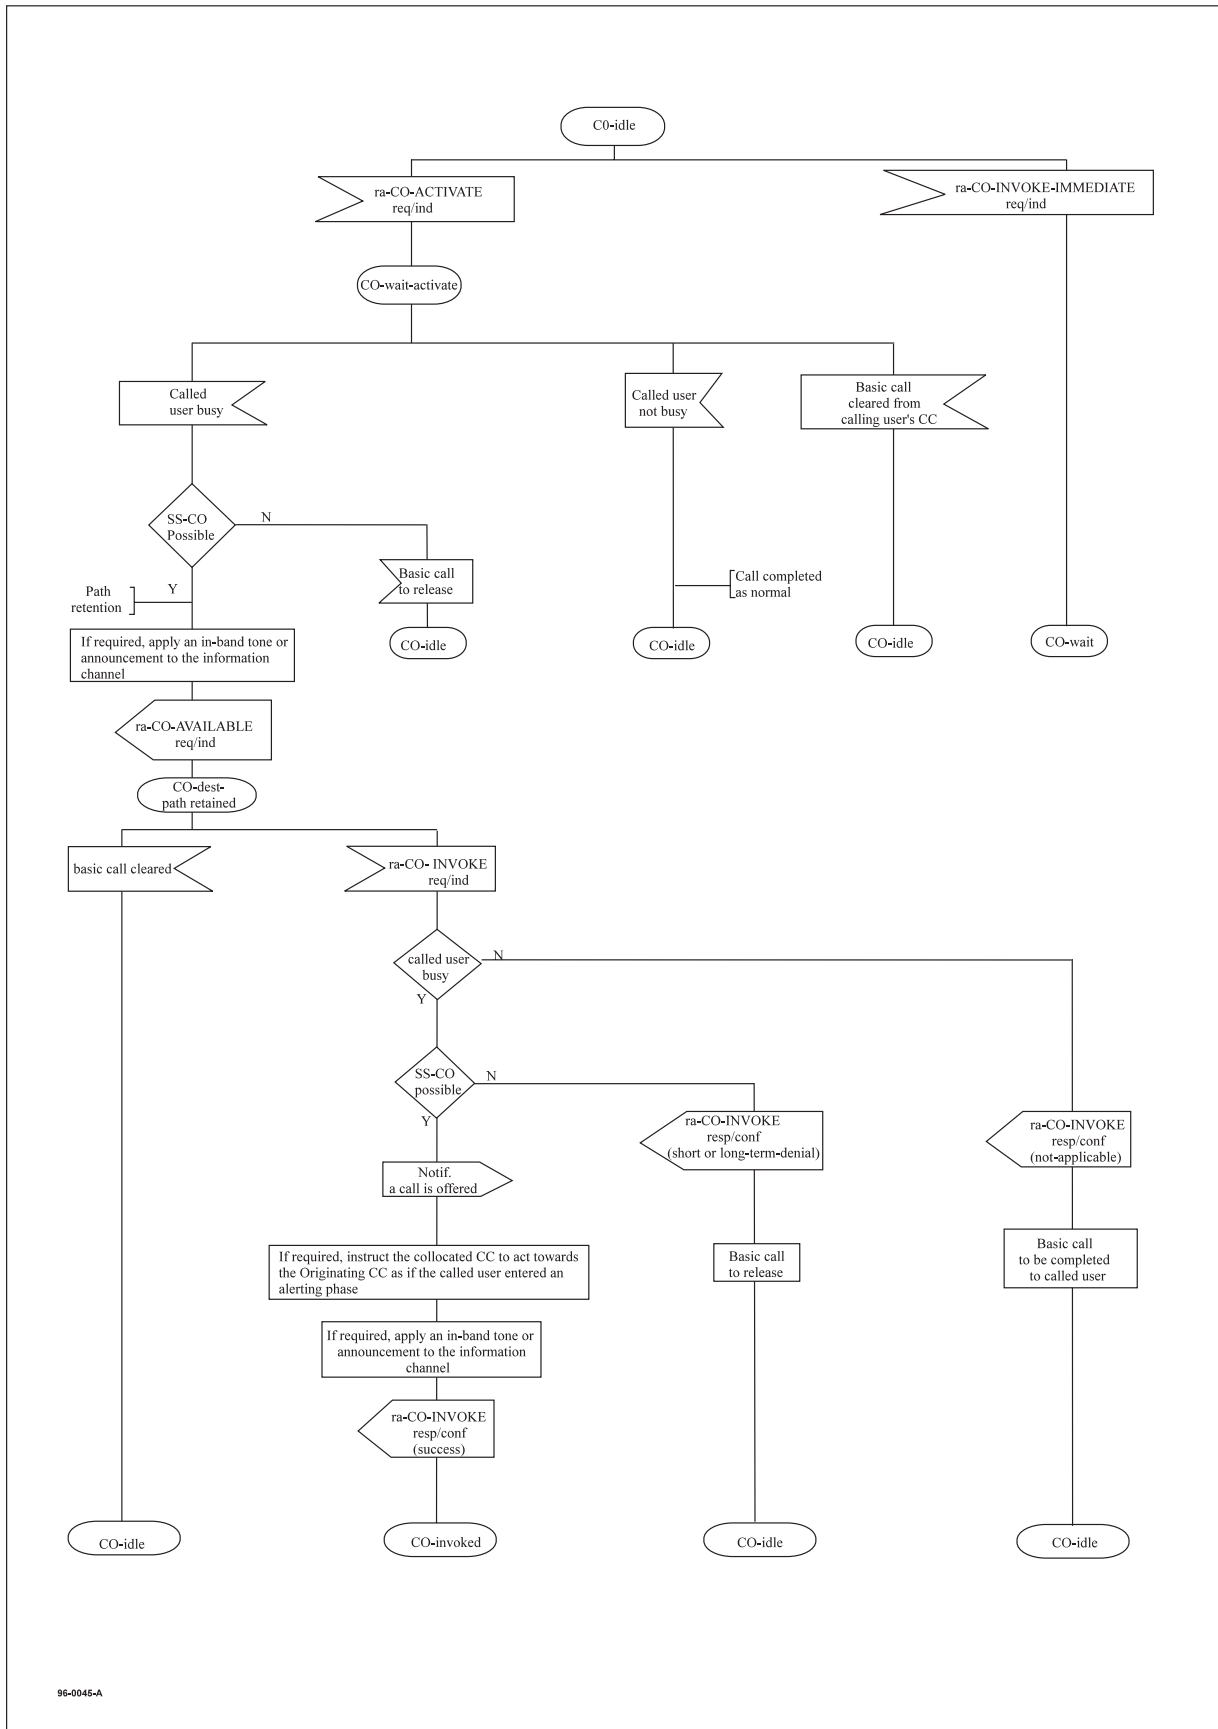 C0-idle
ra-CO-ACTIVATE
req/ind
ra-CO-INVOKE-IMMEDIATE
req/ind
CO-wait-activate
Called
user busy
Called user
not busy
Basic call
cleared from
calling user's CC
SS-CO
Possible
N
Y
Path
retention
Basic call
to release
Call completed
as normal
If required, apply an in-band tone or
announcement to the information
channel
CO-idle
CO-idle
CO-idle
CO-wait
ra-CO-AVAILABLE
req/ind
CO-dest-
path retained
basic call cleared
ra-CO- INVOKE
req/ind
called user
busy
N
Y
SS-CO
possible
N
Y
ra-CO-INVOKE
resp/conf
(short or long-term-denial)
ra-CO-INVOKE
resp/conf
(not-applicable)
Notif.
a call is offered
If required, instruct the collocated CC to act towards
the Originating CC as if the called user entered an
alerting phase
Basic call
to release
Basic call
to be completed
to called user
If required, apply an in-band tone or
announcement to the information
channel
ra-CO-INVOKE
resp/conf
(success)
CO-idle
CO-invoked
CO-idle
CO-idle
96-0045-A